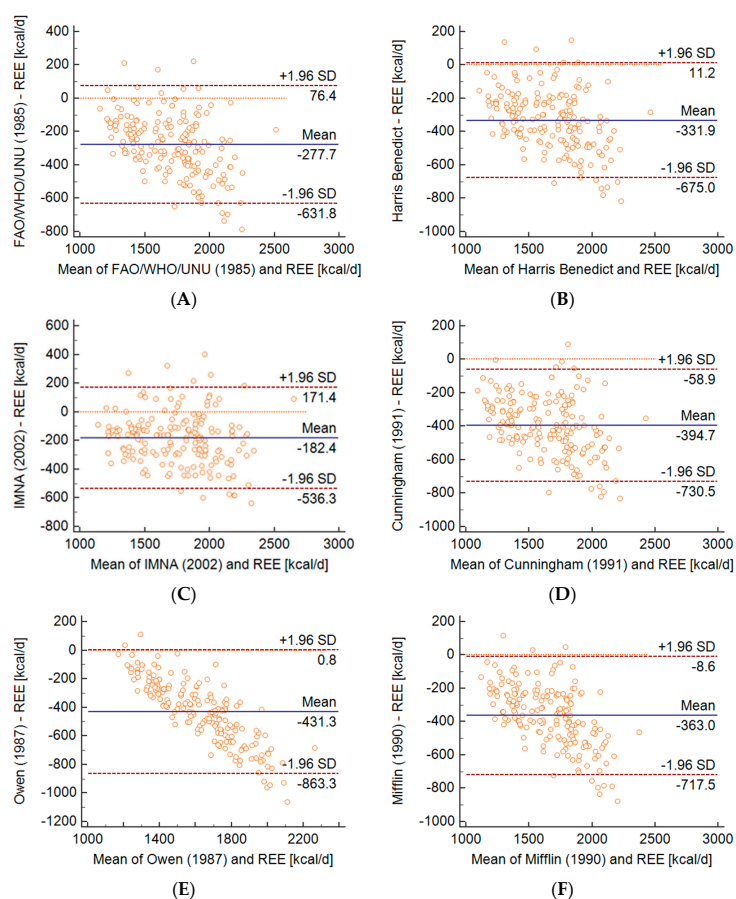 FAO/WHO/UNU (1985) - REE [kcal/d]
400
200
0
-200
-400
-600
-800
+1.96 SD
76.4
Mean
-277.7
-1.96 SD
-631.8
1000 1500 2000 2500 3000
Mean of FAO/WHO/UNU (1985) and REE [kcal/d]
(A)
Harris Benedict - REE [kcal/d]
200
0
-200
-400
-600
-800
-1000
+1.96 SD
11.2
Mean
-331.9
-1.96 SD
-675.0
1000 1500 2000 2500 3000
Mean of Harris Benedict and REE [kcal/d]
(B)
IMNA (2002) - REE [kcal/d]
600
400
200
0
-200
-400
-600
-800
+1.96 SD
171.4
Mean
-182.4
-1.96 SD
-536.3
1000 1500 2000 2500 3000
Mean of IMNA (2002) and REE [kcal/d]
(C)
Cunningham (1991) - REE [kcal/d]
200
0
-200
-400
-600
-800
-1000
+1.96 SD
-58.9
Mean
-394.7
-1.96 SD
-730.5
1000 1500 2000 2500 3000
Mean of Cunningham (1991) and REE [kcal/d]
(D)
Owen (1987) - REE [kcal/d]
200
0
-200
-400
-600
-800
-1000
-1200
+1.96 SD
0.8
Mean
-431.3
-1.96 SD
-863.3
1000 1400 1800 2200
Mean of Owen (1987) and REE [kcal/d]
(E)
Mifflin (1990) - REE [kcal/d]
200
0
-200
-400
-600
-800
-1000
+1.96 SD
-8.6
Mean
-363.0
-1.96 SD
-717.5
1000 1500 2000 2500 3000
Mean of Mifflin (1990) and REE [kcal/d]
(F)